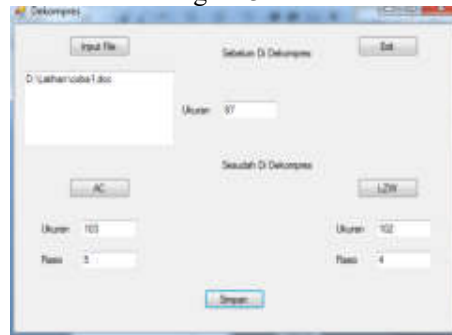 Dekompres
Input File
Sebelum Di Dekompres
Exit
D:\Latihan\coba1.doc
Ukuran 87
Sesudah Di Dekompres
AC
LZW
Ukuran 103
Ukuran 102
Rasio 5
Rasio 4
Simpan